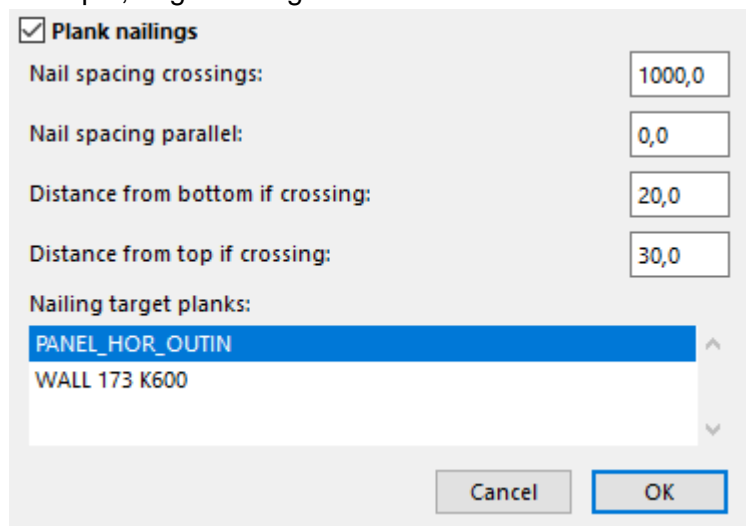 Plank nailings
Nail spacing crossings: 1000,0
Nail spacing parallel: 0,0
Distance from bottom if crossing: 20,0
Distance from top if crossing: 30,0
Nailing target planks:
PANEL_HOR_OUTIN
WALL 173 K600
Cancel OK